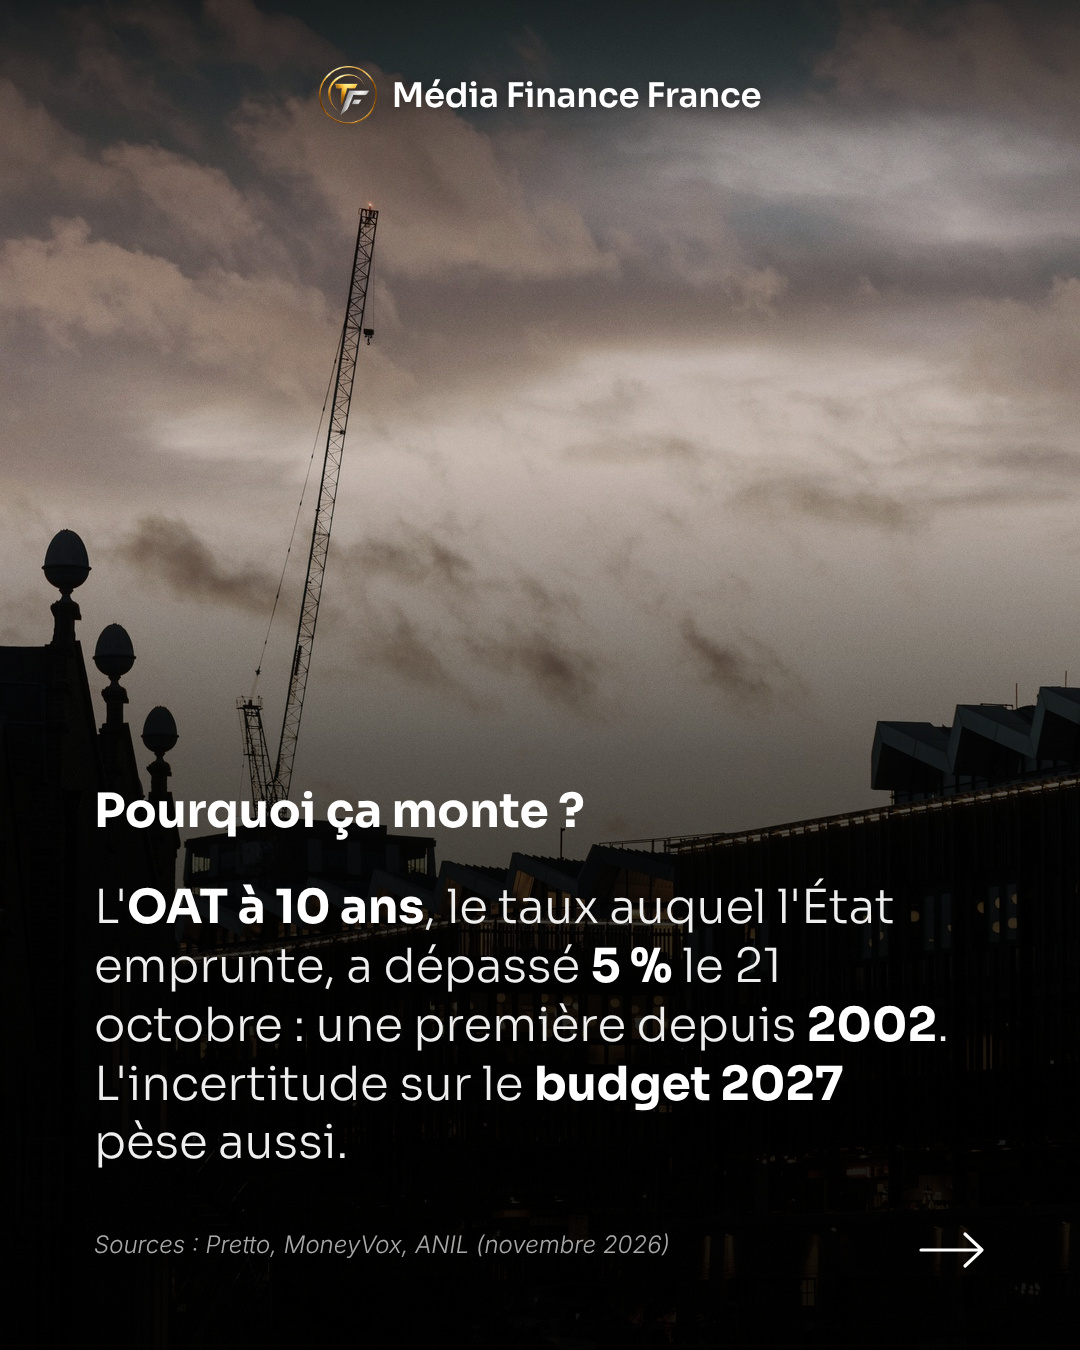 TF Média Finance France
Pourquoi ça monte ?
L'OAT à 10 ans, le taux auquel l'État
emprunte, a dépassé 5 % le 21
octobre : une première depuis 2002.
L'incertitude sur le budget 2027
pèse aussi.
Sources : Pretto, MoneyVox, ANIL (novembre 2026)